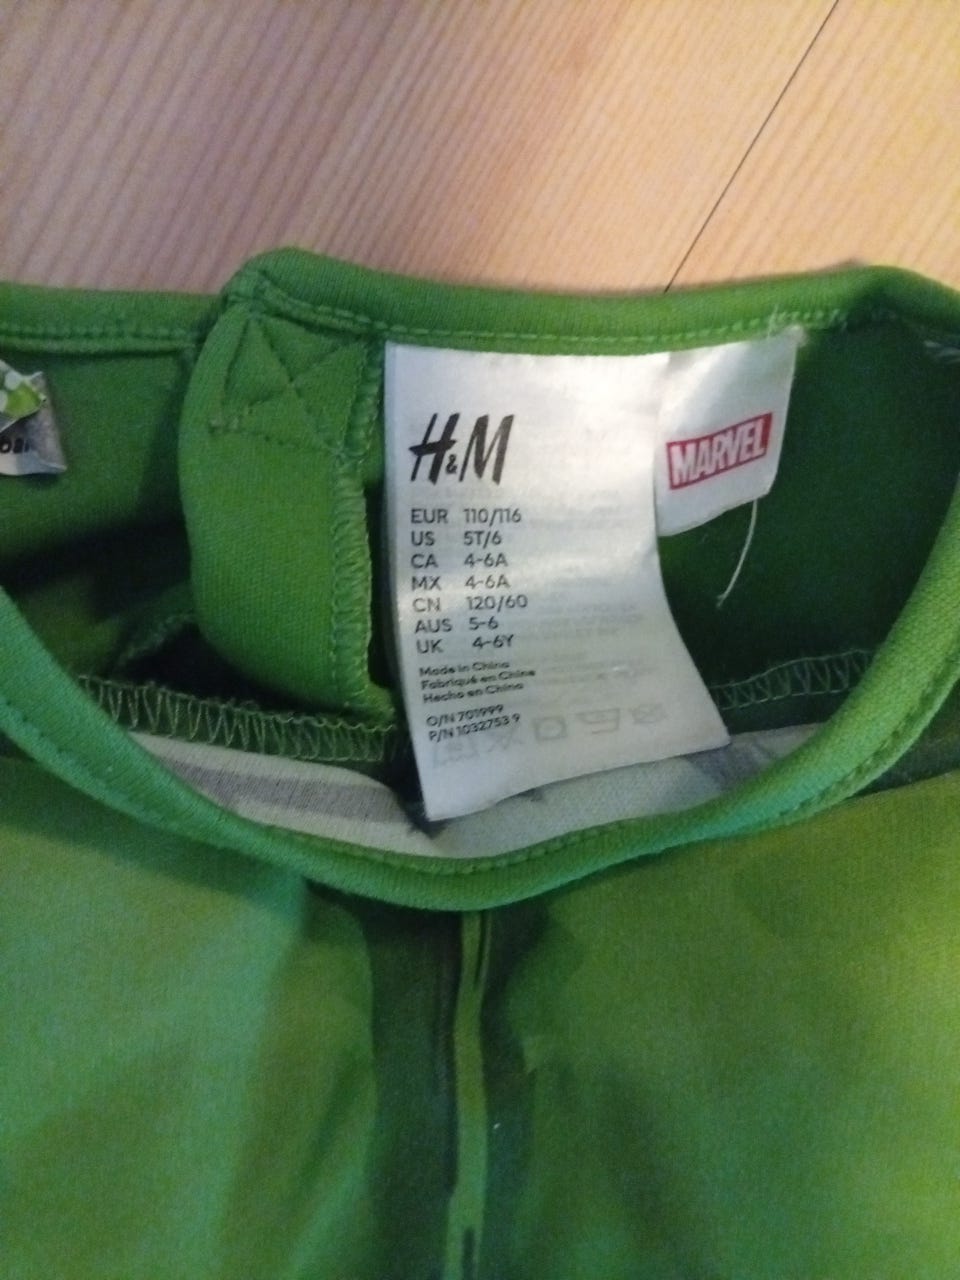 H&M
MARVEL
EUR 110/116
US 5T/6
CA 4-6A
MX 4-6A
CN 120/60
AUS 5-6
UK 4-6Y
Made in China
Fabriqué en Chine
Hecho en China
O/N 701999
P/N 1032753 9